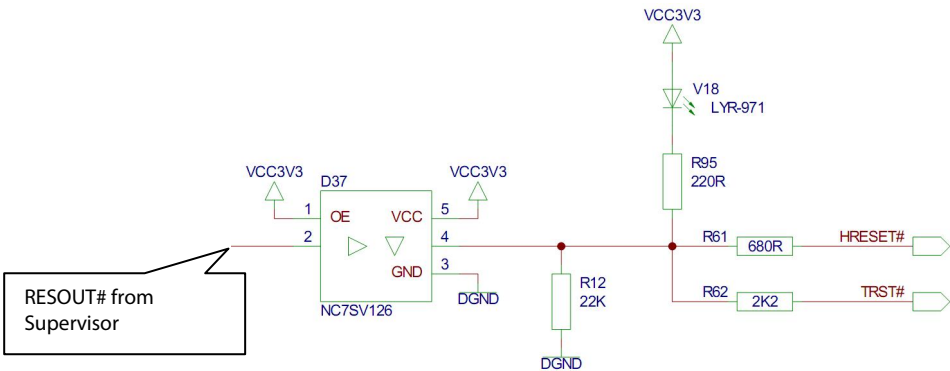 VCC3V3
V18
LYR-971
R95
220R
VCC3V3
D37
VCC3V3
1
OE
VCC
5
2
4
GND
3
DGND
NC7SV126
R12
22K
DGND
R61
680R
HRESET#
R62
2K2
TRST#
RESOUT# from
Supervisor